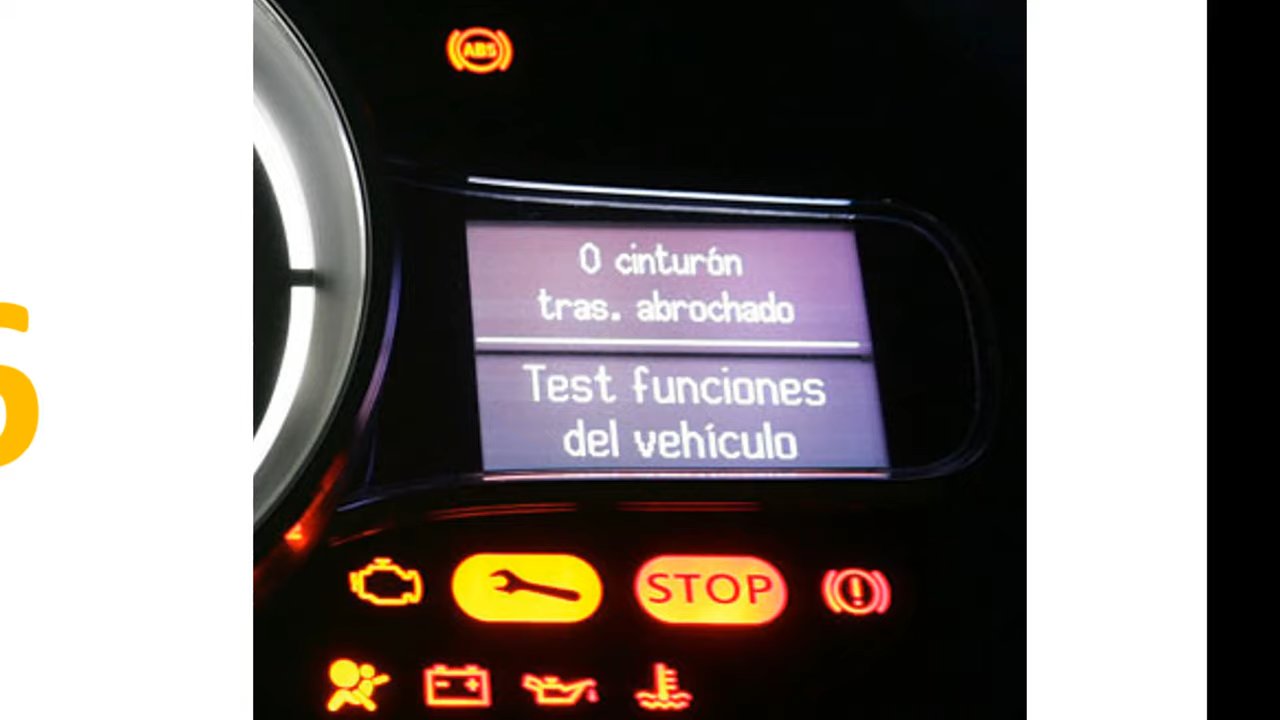 ABS
0 cinturón
tras. abrochado
Test funciones
del vehículo
STOP